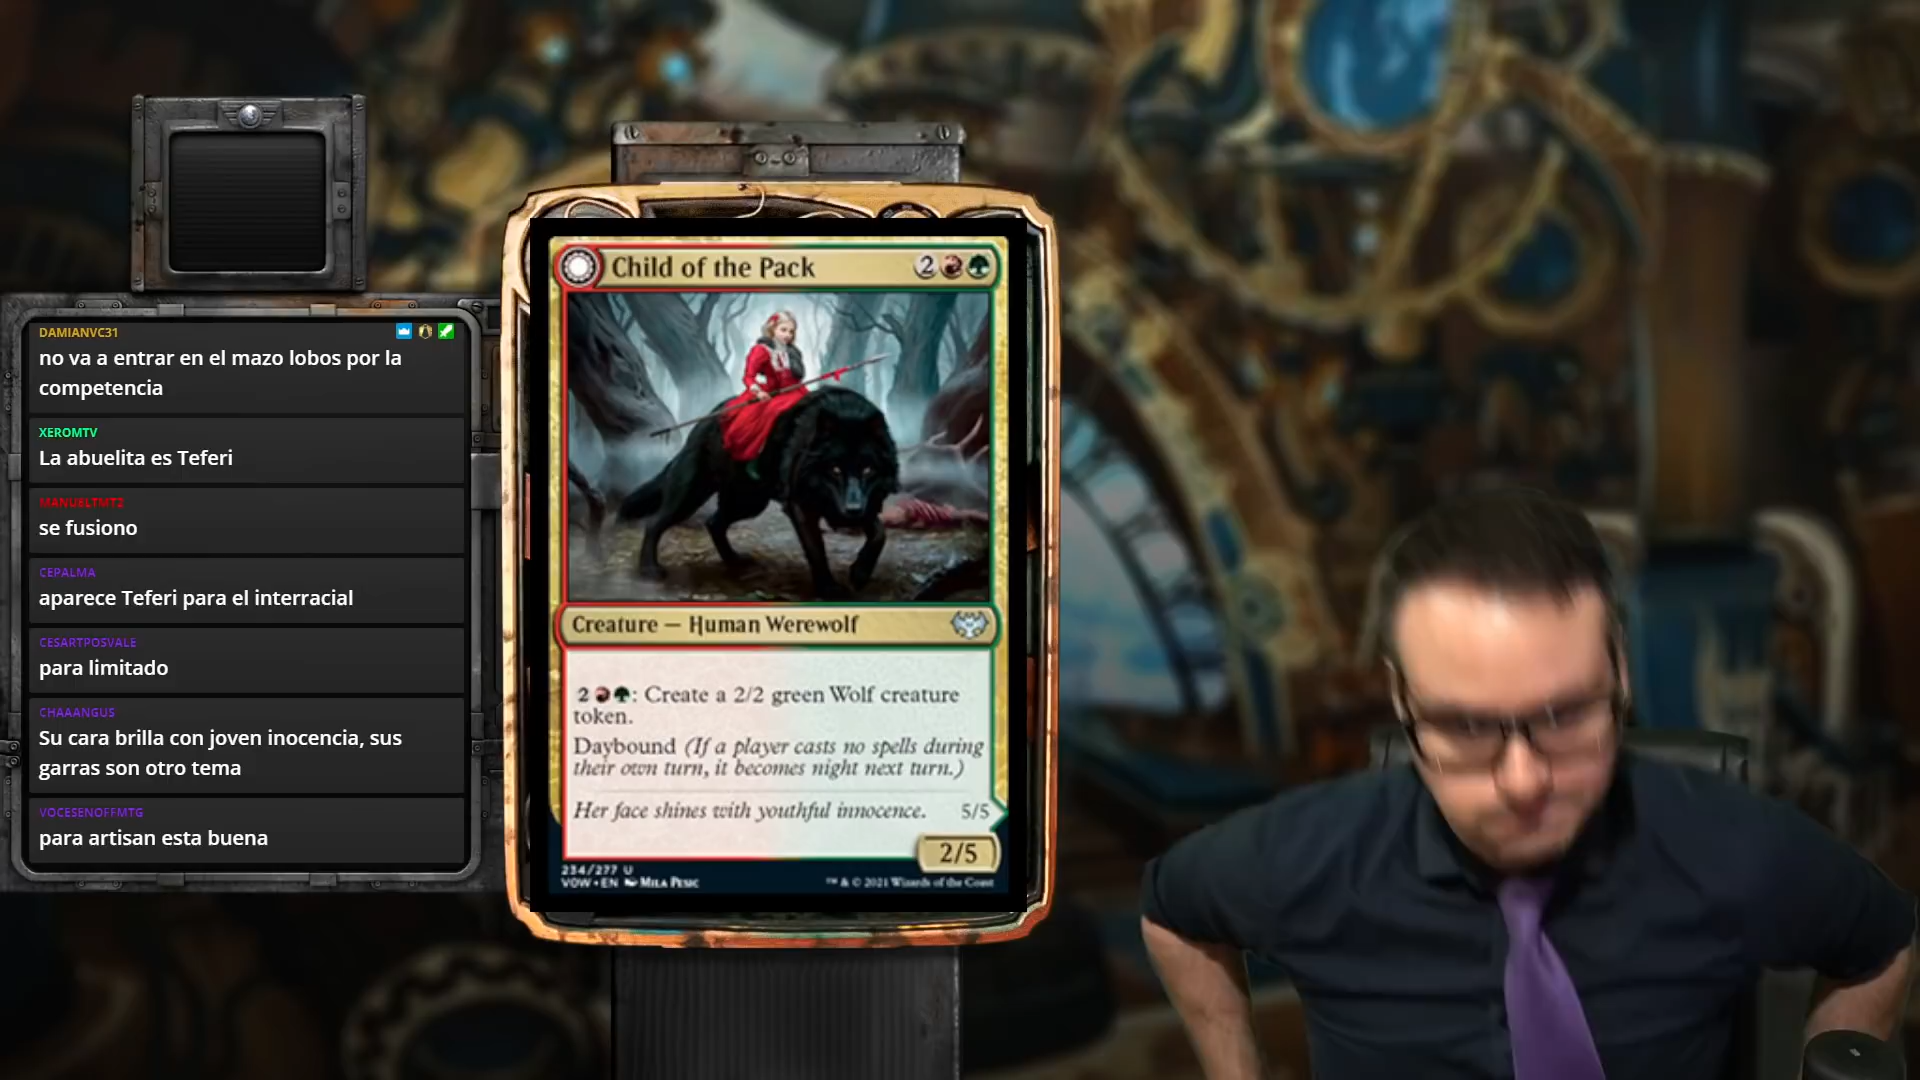 DAMIANVC31
no va a entrar en el mazo lobos por la
competencia
XEROMTV
La abuelita es Teferi
MANUELTMTZ
se fusiono
CEPALMA
aparece Teferi para el interracial
CESARTPOSVALE
para limitado
CHAAANGUS
Su cara brilla con joven inocencia, sus
garras son otro tema
VOCESENOFFMTG
para artisan esta buena
Child of the Pack 2
Creature — Human Werewolf
2: Create a 2/2 green Wolf creature
token.
Daybound (If a player casts no spells during
their own turn, it becomes night next turn.)
Her face shines with youthful innocence. 5/5
2/5
234/277 U
VOW • EN MILA PESIC
™ & © 2021 Wizards of the Coast